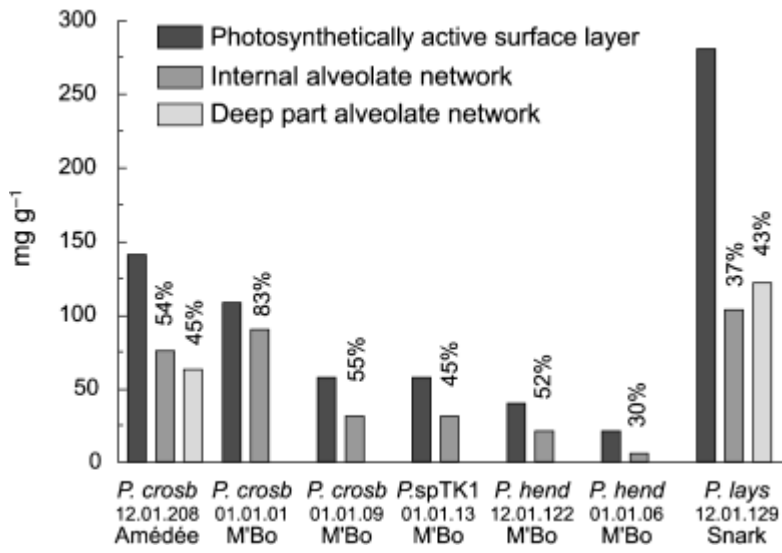 300
250
200
150
100
50
0
mg g⁻¹
Photosynthetically active surface layer
Internal alveolate network
Deep part alveolate network
54%
45%
83%
55%
45%
52%
30%
37%
43%
P. crosb P. crosb P. crosb P.spTK1 P. hend P. hend P. lays
12.01.208 01.01.01 01.01.09 01.01.13 12.01.122 01.01.06 12.01.129
Amédée M'Bo M'Bo M'Bo M'Bo M'Bo Snark